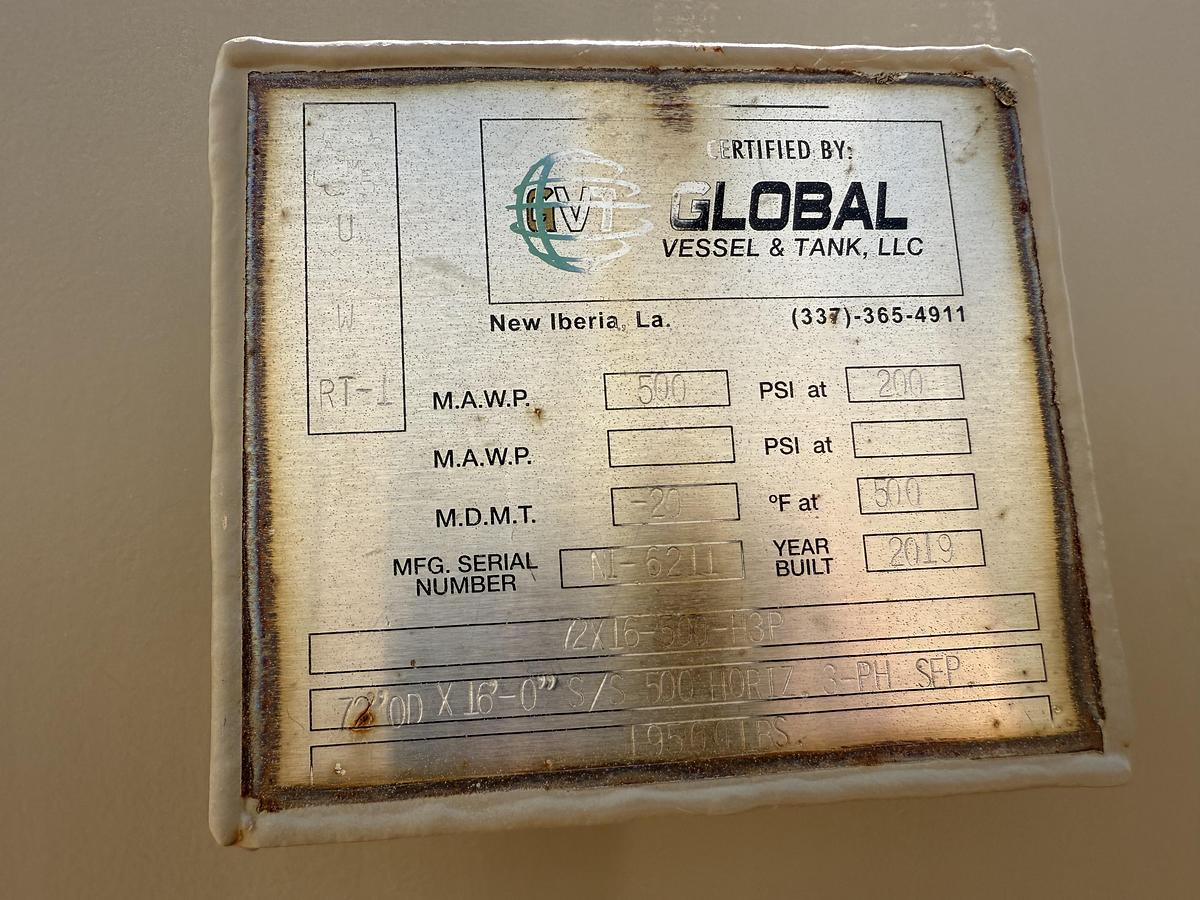 U
W
RT-1
CERTIFIED BY:
GVT
GLOBAL
VESSEL & TANK, LLC
New Iberia, La. (337)-365-4911
M.A.W.P. 500 PSI at 200
M.A.W.P. PSI at
M.D.M.T. -20 °F at 500
MFG. SERIAL NUMBER NI-6211 YEAR BUILT 2019
72X16-500-H3P
72"OD X 16'-0" S/S 500 HORIZ. 3-PH SEP